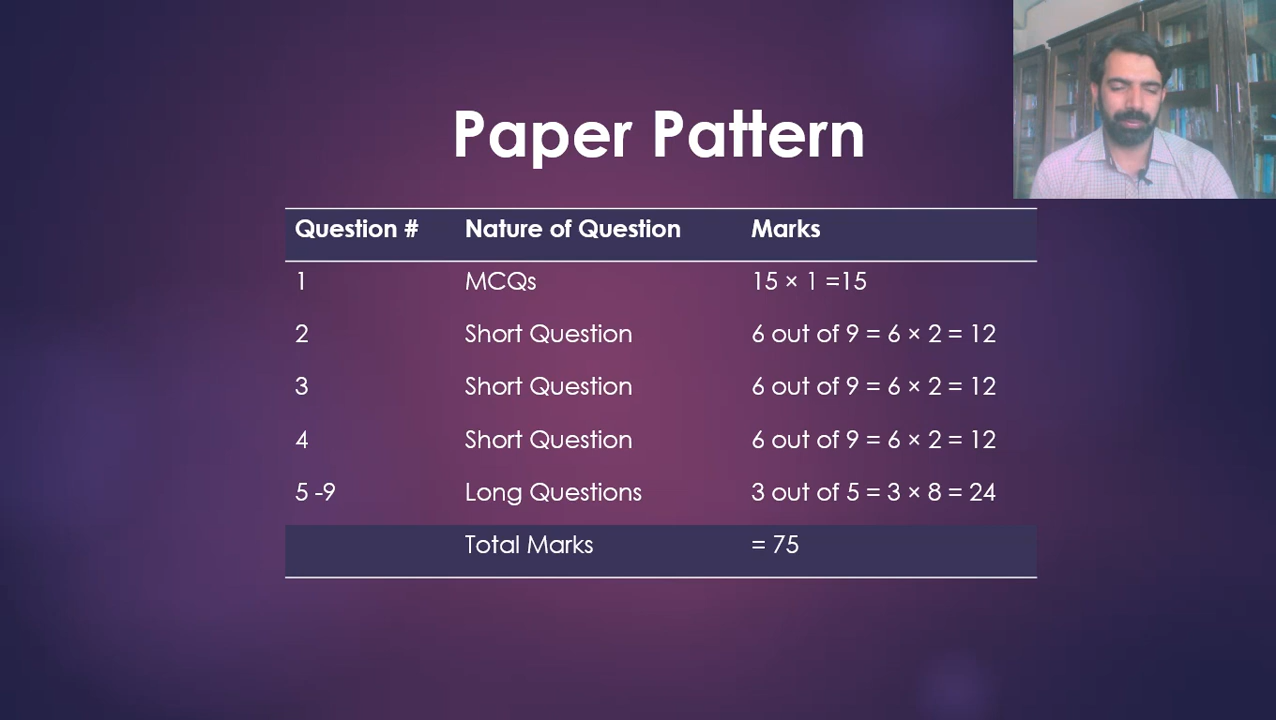 Paper Pattern
Question # Nature of Question Marks
1 MCQs 15 × 1 =15
2 Short Question 6 out of 9 = 6 × 2 = 12
3 Short Question 6 out of 9 = 6 × 2 = 12
4 Short Question 6 out of 9 = 6 × 2 = 12
5 -9 Long Questions 3 out of 5 = 3 × 8 = 24
Total Marks = 75